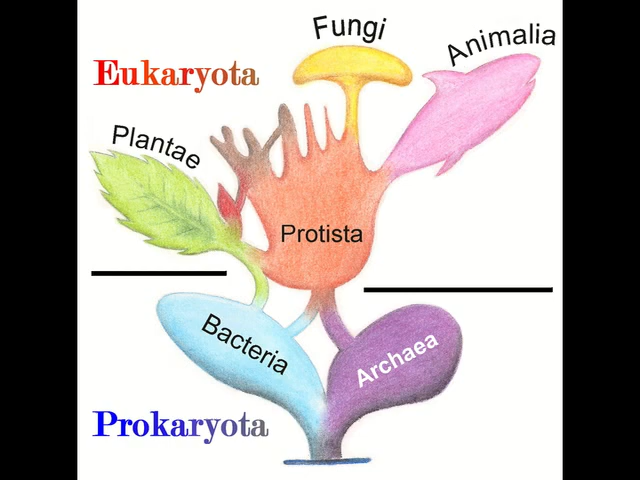 Fungi
Animalia
Eukaryota
Plantae
Protista
Bacteria
Archaea
Prokaryota